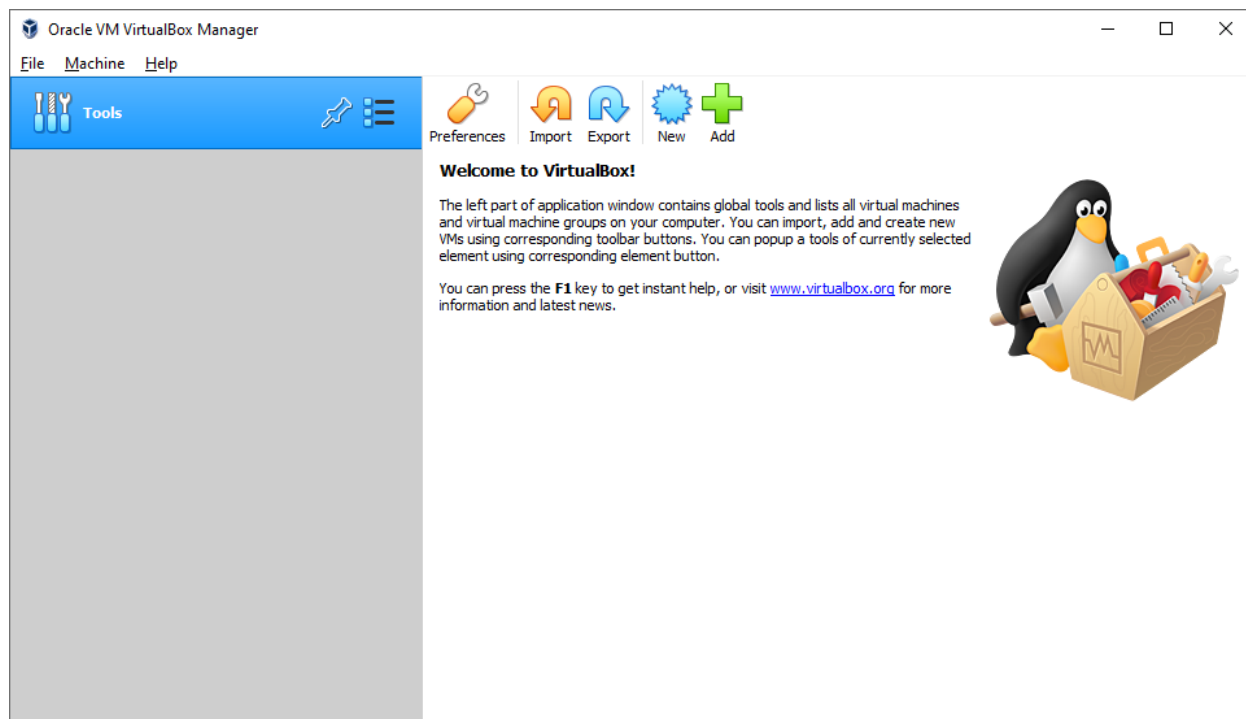 Oracle VM VirtualBox Manager
File Machine Help
Tools
Preferences Import Export New Add
Welcome to VirtualBox!
The left part of application window contains global tools and lists all virtual machines
and virtual machine groups on your computer. You can import, add and create new
VMs using corresponding toolbar buttons. You can popup a tools of currently selected
element using corresponding element button.
You can press the F1 key to get instant help, or visit www.virtualbox.org for more
information and latest news.
VM